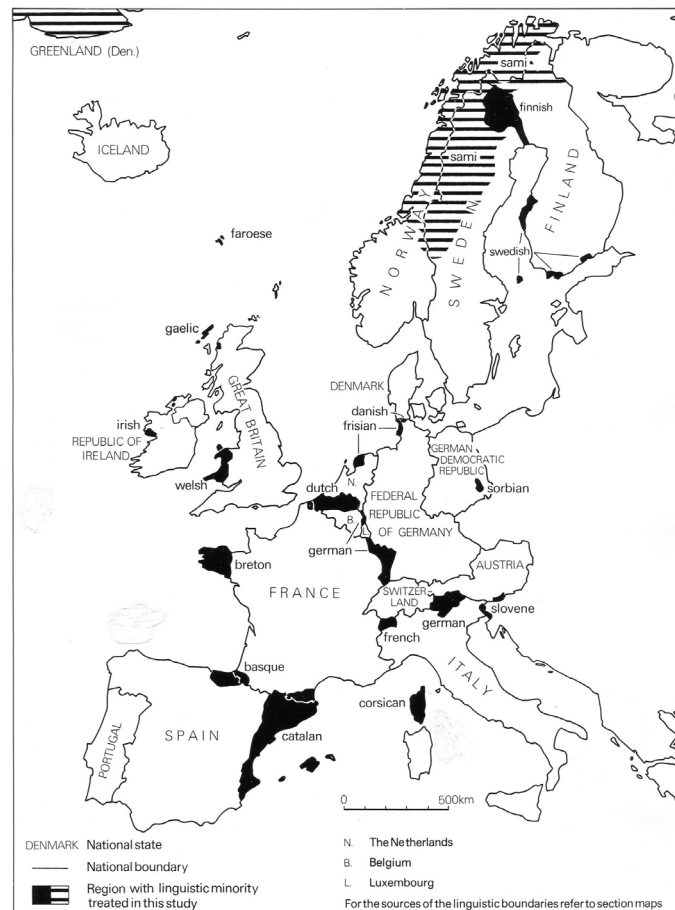 GREENLAND (Den.)
sami
finnish
ICELAND
sami
FINLAND
NORWAY
SWEDEN
faroese
swedish
gaelic
GREAT BRITAIN
DENMARK
danish
frisian
irish
REPUBLIC OF
IRELAND
GERMAN
DEMOCRATIC
REPUBLIC
welsh
dutch
N.
sorbian
FEDERAL
REPUBLIC
OF GERMANY
B.
L.
german
breton
AUSTRIA
FRANCE
SWITZER-
LAND
slovene
german
french
basque
ITALY
corsican
SPAIN
catalan
PORTUGAL
0 500km
DENMARK National state
National boundary
Region with linguistic minority
treated in this study
N. The Netherlands
B. Belgium
L. Luxembourg
For the sources of the linguistic boundaries refer to section maps